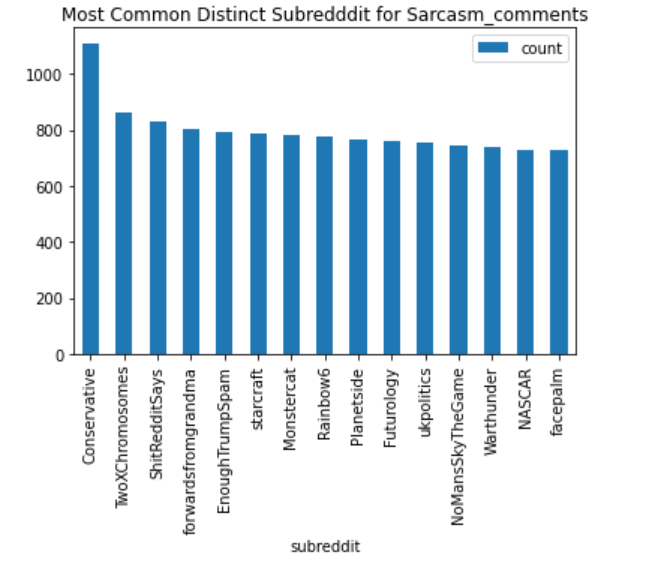 Most Common Distinct Subredddit for Sarcasm_comments
count
1000
800
600
400
200
0
Conservative
TwoXChromosomes
ShitRedditSays
forwardsfromgrandma
EnoughTrumpSpam
starcraft
Monstercat
Rainbow6
Planetside
Futurology
ukpolitics
NoMansSkyTheGame
Warthunder
NASCAR
facepalm
subreddit